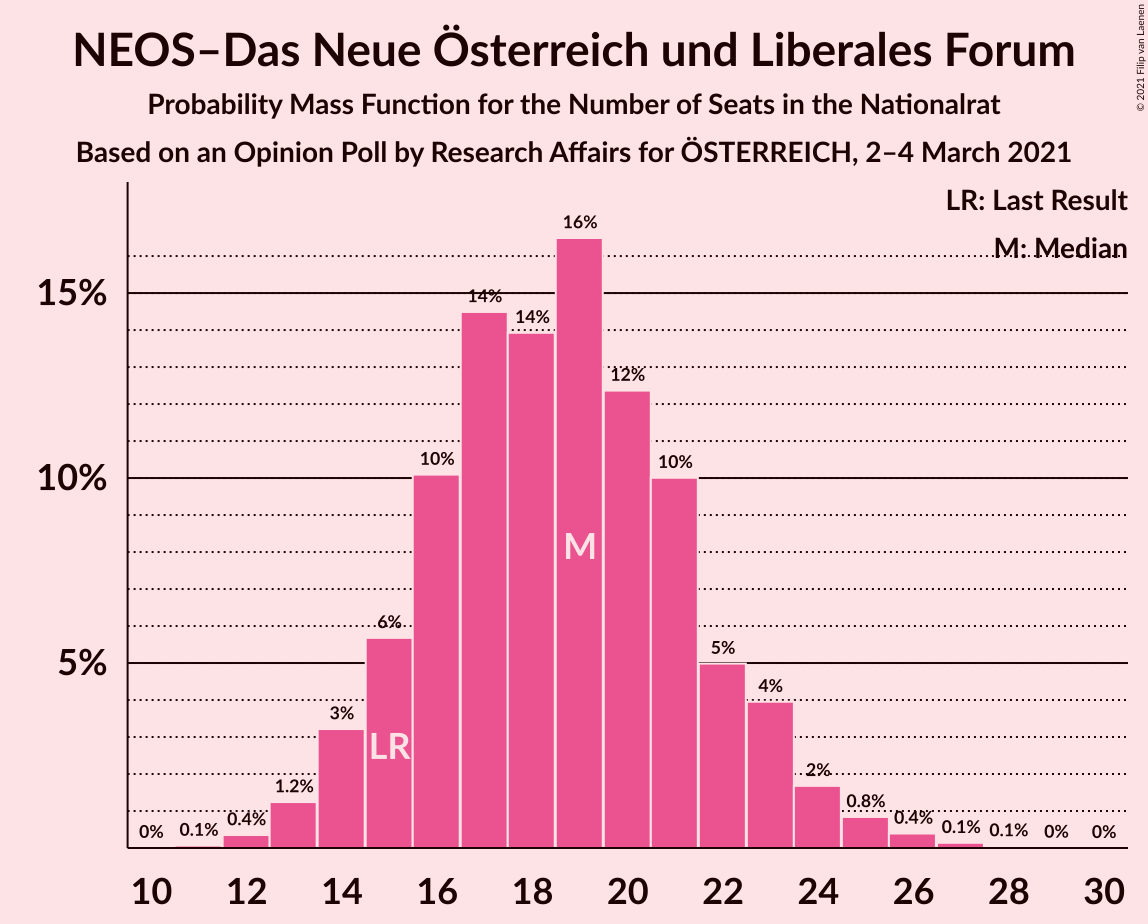 NEOS–Das Neue Österreich und Liberales Forum
Probability Mass Function for the Number of Seats in the Nationalrat
Based on an Opinion Poll by Research Affairs for ÖSTERREICH, 2–4 March 2021
© 2021 Filip van Laenen
LR: Last Result
M: Median
15%
10%
5%
0%
0.1%
0.4%
1.2%
3%
6%
10%
14%
14%
16%
12%
10%
5%
4%
2%
0.8%
0.4%
0.1%
0.1%
0%
0%
LR
M
10 12 14 16 18 20 22 24 26 28 30